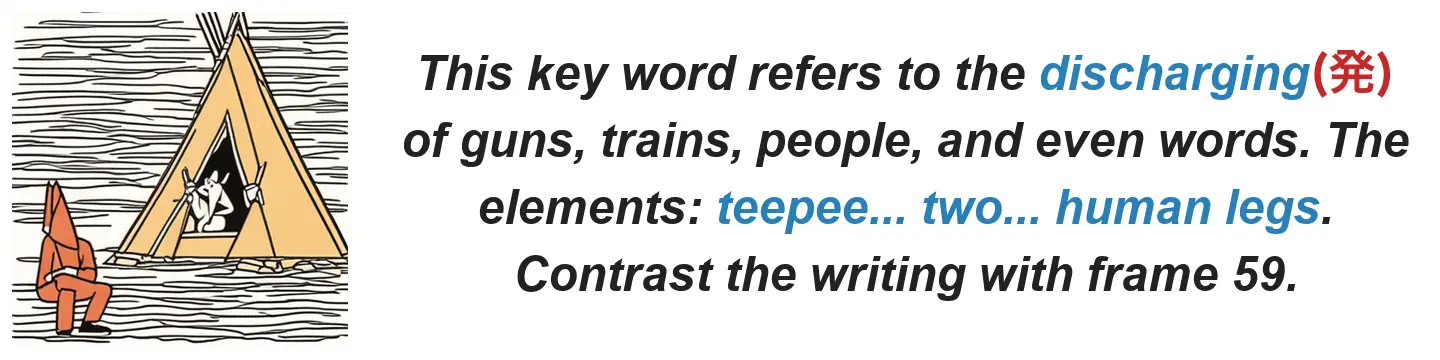 This key word refers to the discharging(発)
of guns, trains, people, and even words. The
elements: teepee... two... human legs.
Contrast the writing with frame 59.